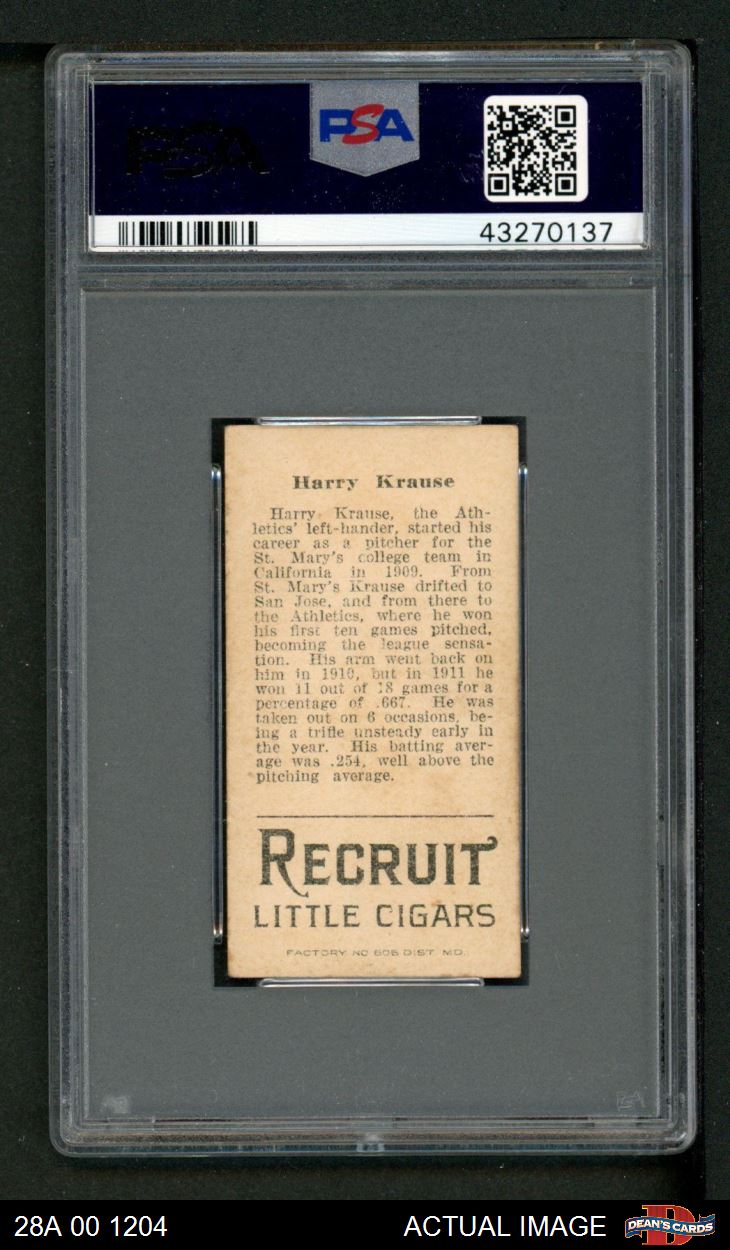 PSA
PSA
43270137
Harry Krause
Harry Krause, the Ath-
letics' left-hander, started his
career as a pitcher for the
St. Mary's college team in
California in 1909. From
St. Mary's Krause drifted to
San Jose, and from there to
the Athletics, where he won
his first ten games pitched,
becoming the league sensa-
tion. His arm went back on
him in 1910, but in 1911 he
won 11 out of 18 games for a
percentage of .667. He was
taken out on 6 occasions, be-
ing a trifle unsteady early in
the year. His batting aver-
age was .254, well above the
pitching average.
RECRUIT
LITTLE CIGARS
FACTORY NO 606 DIST. MD.
28A 00 1204
ACTUAL IMAGE
DEAN'S CARDS